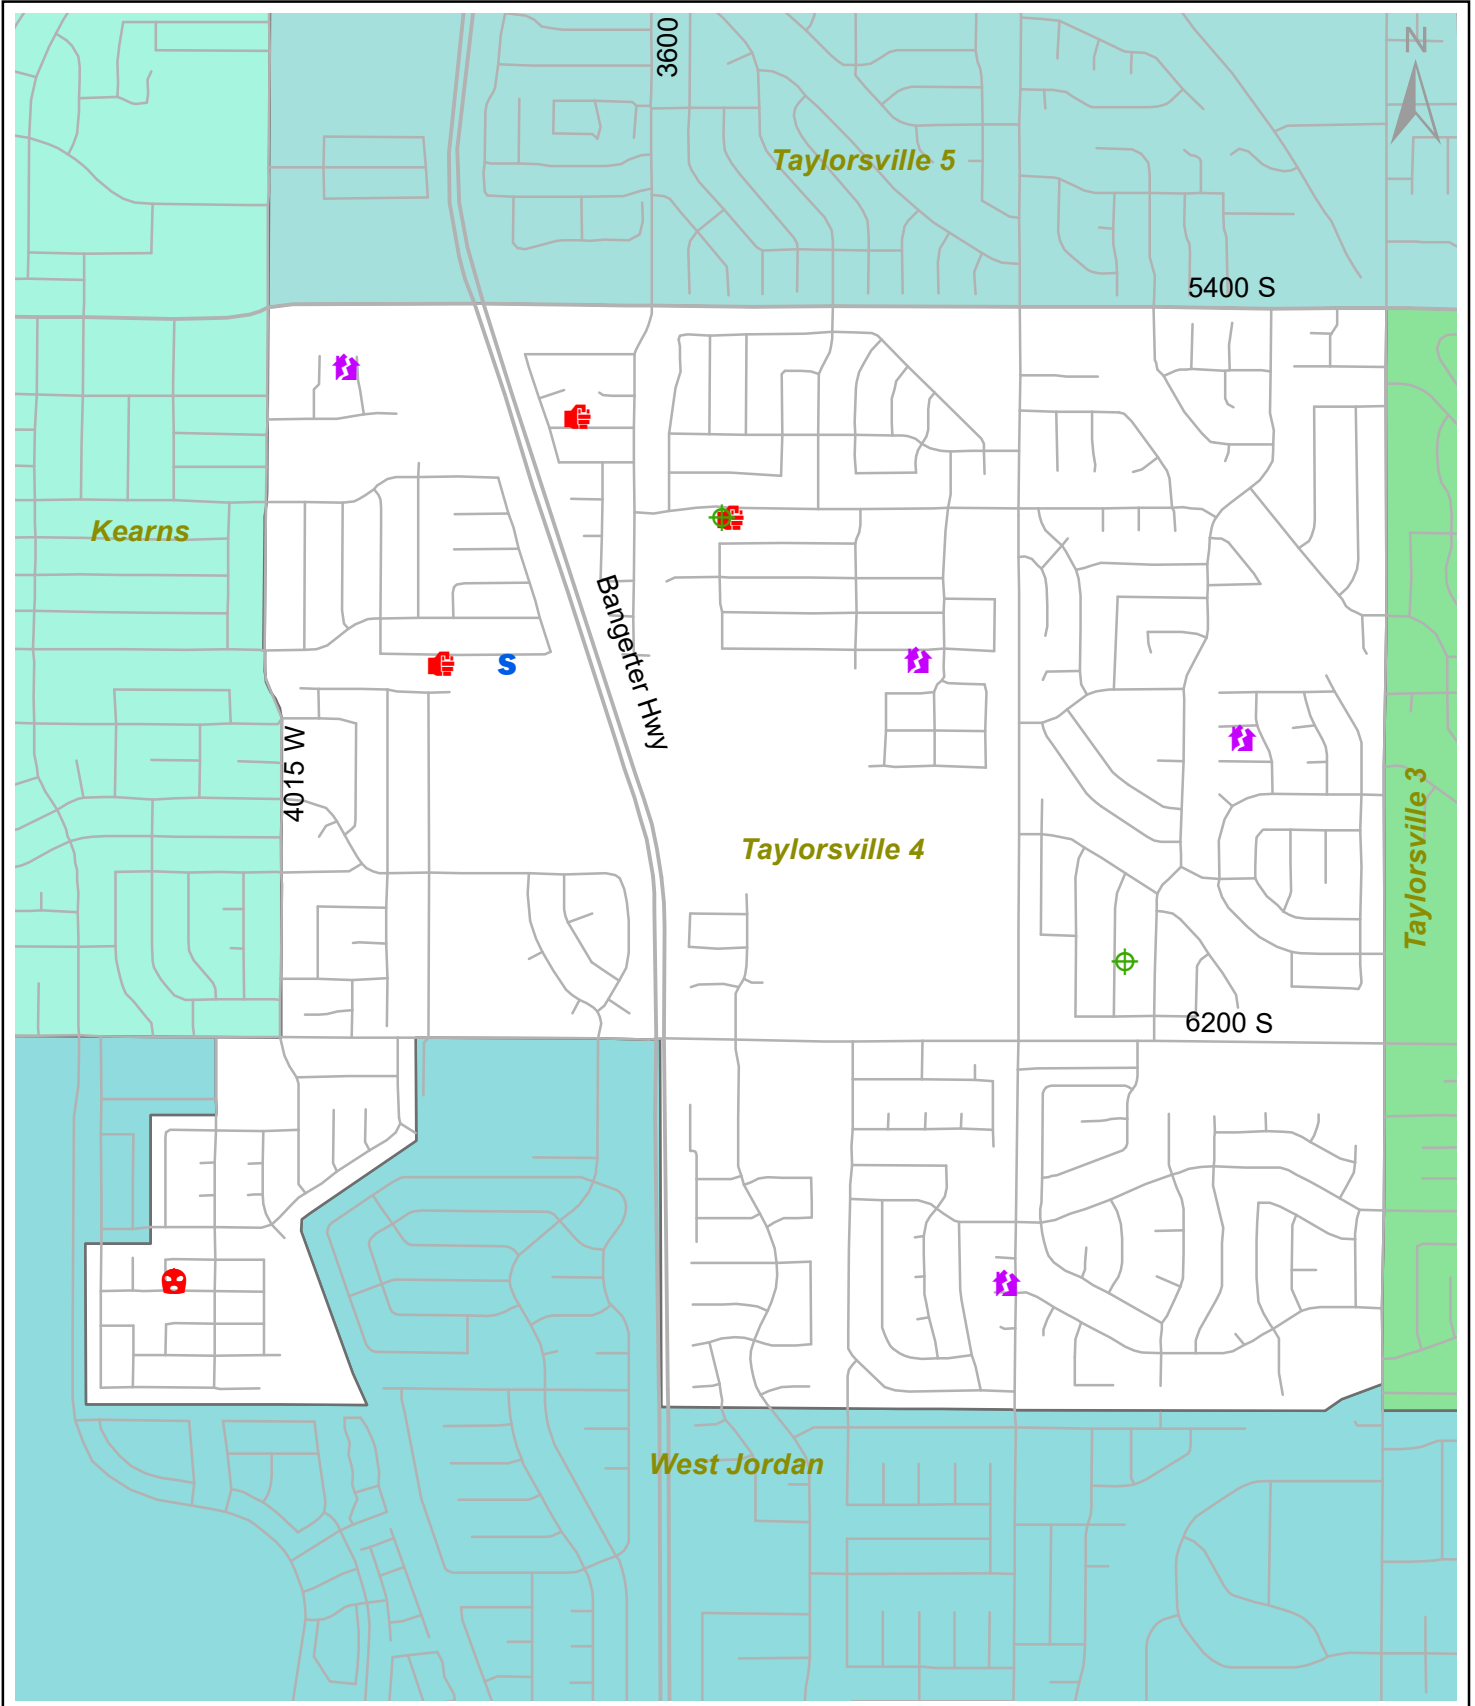 3600
N
Taylorsville 5
5400 S
Kearns
Bangerter Hwy
S
4015 W
Taylorsville 4
Taylorsville 3
6200 S
West Jordan